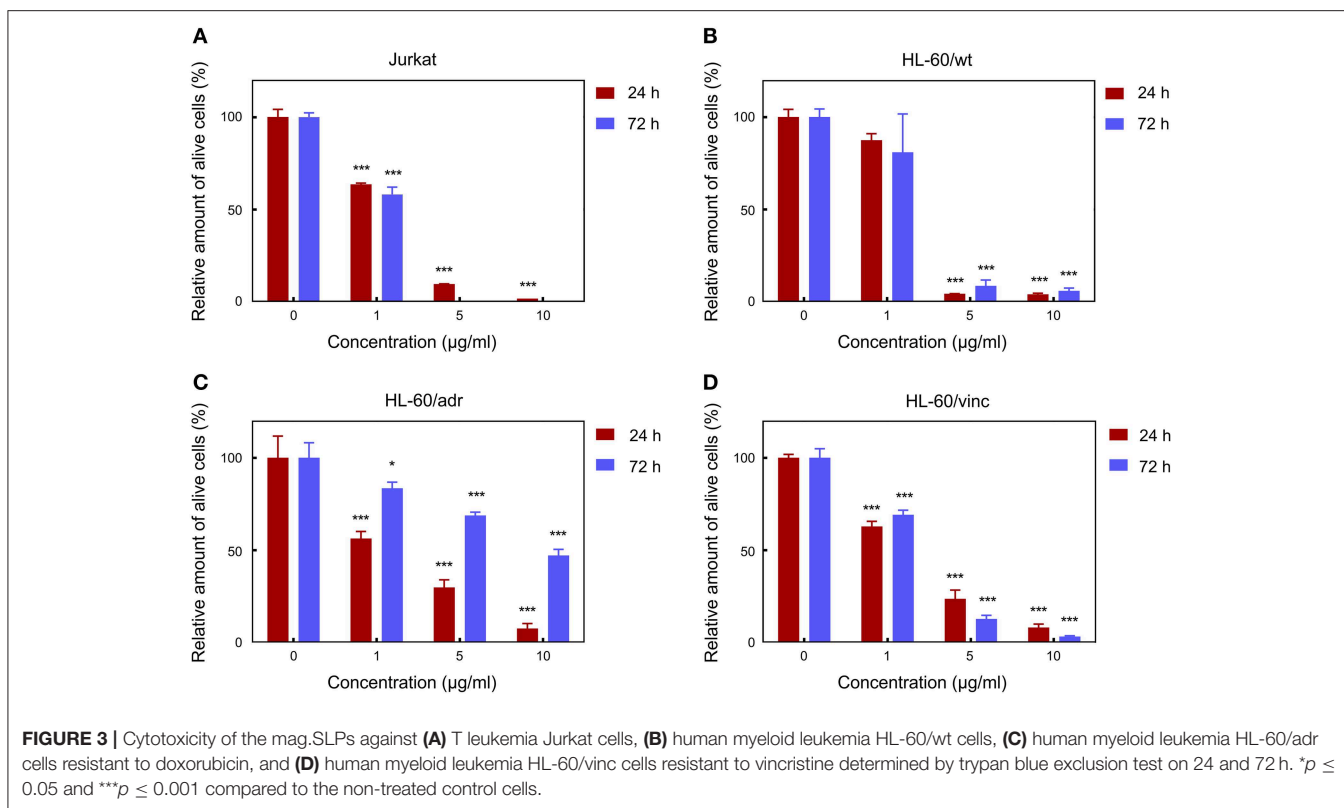 A
Jurkat
Relative amount of alive cells (%)
100
50
0
*** ***
***
***
0 1 5 10
Concentration (µg/ml)
24 h
72 h
B
HL-60/wt
Relative amount of alive cells (%)
100
50
0
*** ***
*** ***
0 1 5 10
Concentration (µg/ml)
24 h
72 h
C
HL-60/adr
Relative amount of alive cells (%)
100
50
0
*** *
*** ***
*** ***
0 1 5 10
Concentration (µg/ml)
24 h
72 h
D
HL-60/vinc
Relative amount of alive cells (%)
100
50
0
*** ***
*** ***
*** ***
0 1 5 10
Concentration (µg/ml)
24 h
72 h
FIGURE 3 | Cytotoxicity of the mag.SLPs against (A) T leukemia Jurkat cells, (B) human myeloid leukemia HL-60/wt cells, (C) human myeloid leukemia HL-60/adr
cells resistant to doxorubicin, and (D) human myeloid leukemia HL-60/vinc cells resistant to vincristine determined by trypan blue exclusion test on 24 and 72 h. *p ≤
0.05 and ***p ≤ 0.001 compared to the non-treated control cells.